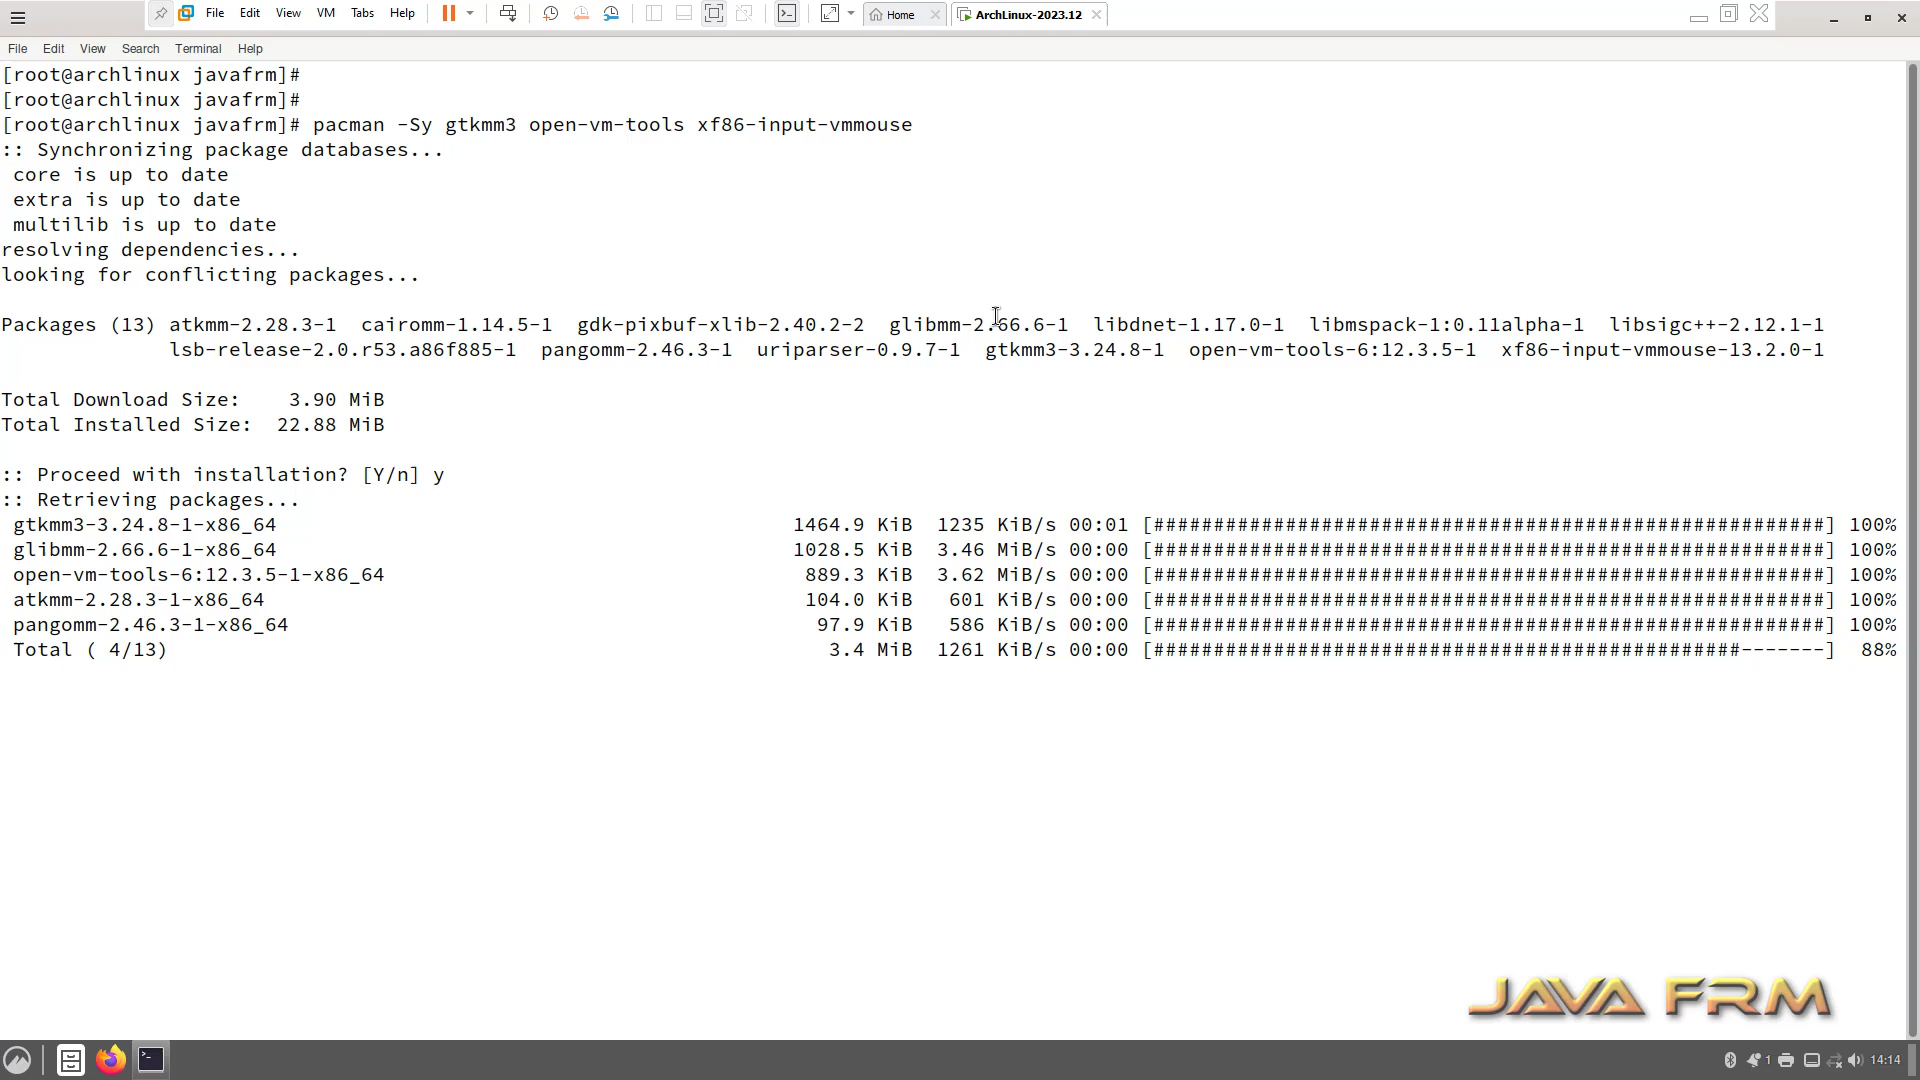 File Edit View VM Tabs Help Home ArchLinux-2023.12
File Edit View Search Terminal Help
[root@archlinux javafrm]#
[root@archlinux javafrm]#
[root@archlinux javafrm]# pacman -Sy gtkmm3 open-vm-tools xf86-input-vmmouse
:: Synchronizing package databases...
core is up to date
extra is up to date
multilib is up to date
resolving dependencies...
looking for conflicting packages...
Packages (13) atkmm-2.28.3-1 cairomm-1.14.5-1 gdk-pixbuf-xlib-2.40.2-2 glibmm-2.66.6-1 libdnet-1.17.0-1 libmspack-1:0.11alpha-1 libsigc++-2.12.1-1
lsb-release-2.0.r53.a86f885-1 pangomm-2.46.3-1 uriparser-0.9.7-1 gtkmm3-3.24.8-1 open-vm-tools-6:12.3.5-1 xf86-input-vmmouse-13.2.0-1
Total Download Size: 3.90 MiB
Total Installed Size: 22.88 MiB
:: Proceed with installation? [Y/n] y
:: Retrieving packages...
gtkmm3-3.24.8-1-x86_64 1464.9 KiB 1235 KiB/s 00:01 [########################################################] 100%
glibmm-2.66.6-1-x86_64 1028.5 KiB 3.46 MiB/s 00:00 [########################################################] 100%
open-vm-tools-6:12.3.5-1-x86_64 889.3 KiB 3.62 MiB/s 00:00 [########################################################] 100%
atkmm-2.28.3-1-x86_64 104.0 KiB 601 KiB/s 00:00 [########################################################] 100%
pangomm-2.46.3-1-x86_64 97.9 KiB 586 KiB/s 00:00 [########################################################] 100%
Total ( 4/13) 3.4 MiB 1261 KiB/s 00:00 [#################################################-------] 88%
JAVA FRM
1 14:14